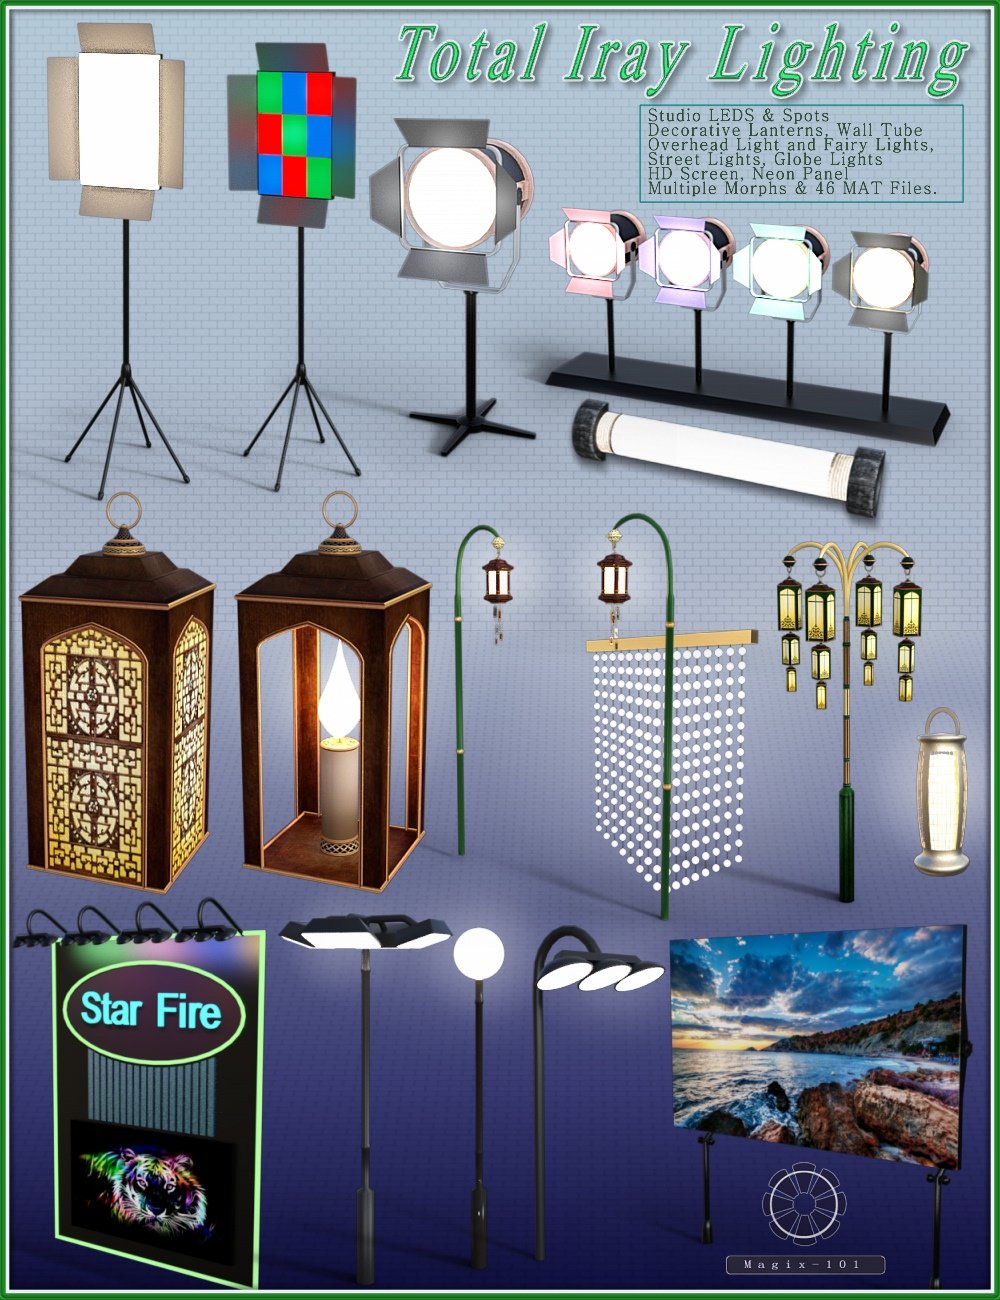 Total Iray Lighting
Studio LEDS & Spots
Decorative Lanterns, Wall Tube
Overhead Light and Fairy Lights,
Street Lights, Globe Lights
HD Screen, Neon Panel
Multiple Morphs & 46 MAT Files.
Star Fire
Magix-101